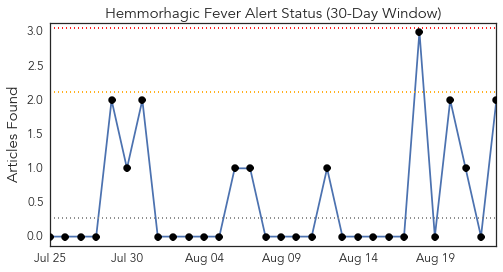 Hemmorhagic Fever Alert Status (30-Day Window)
Articles Found
3.0
2.5
2.0
1.5
1.0
0.5
0.0
Jul 25 Jul 30 Aug 04 Aug 09 Aug 14 Aug 19